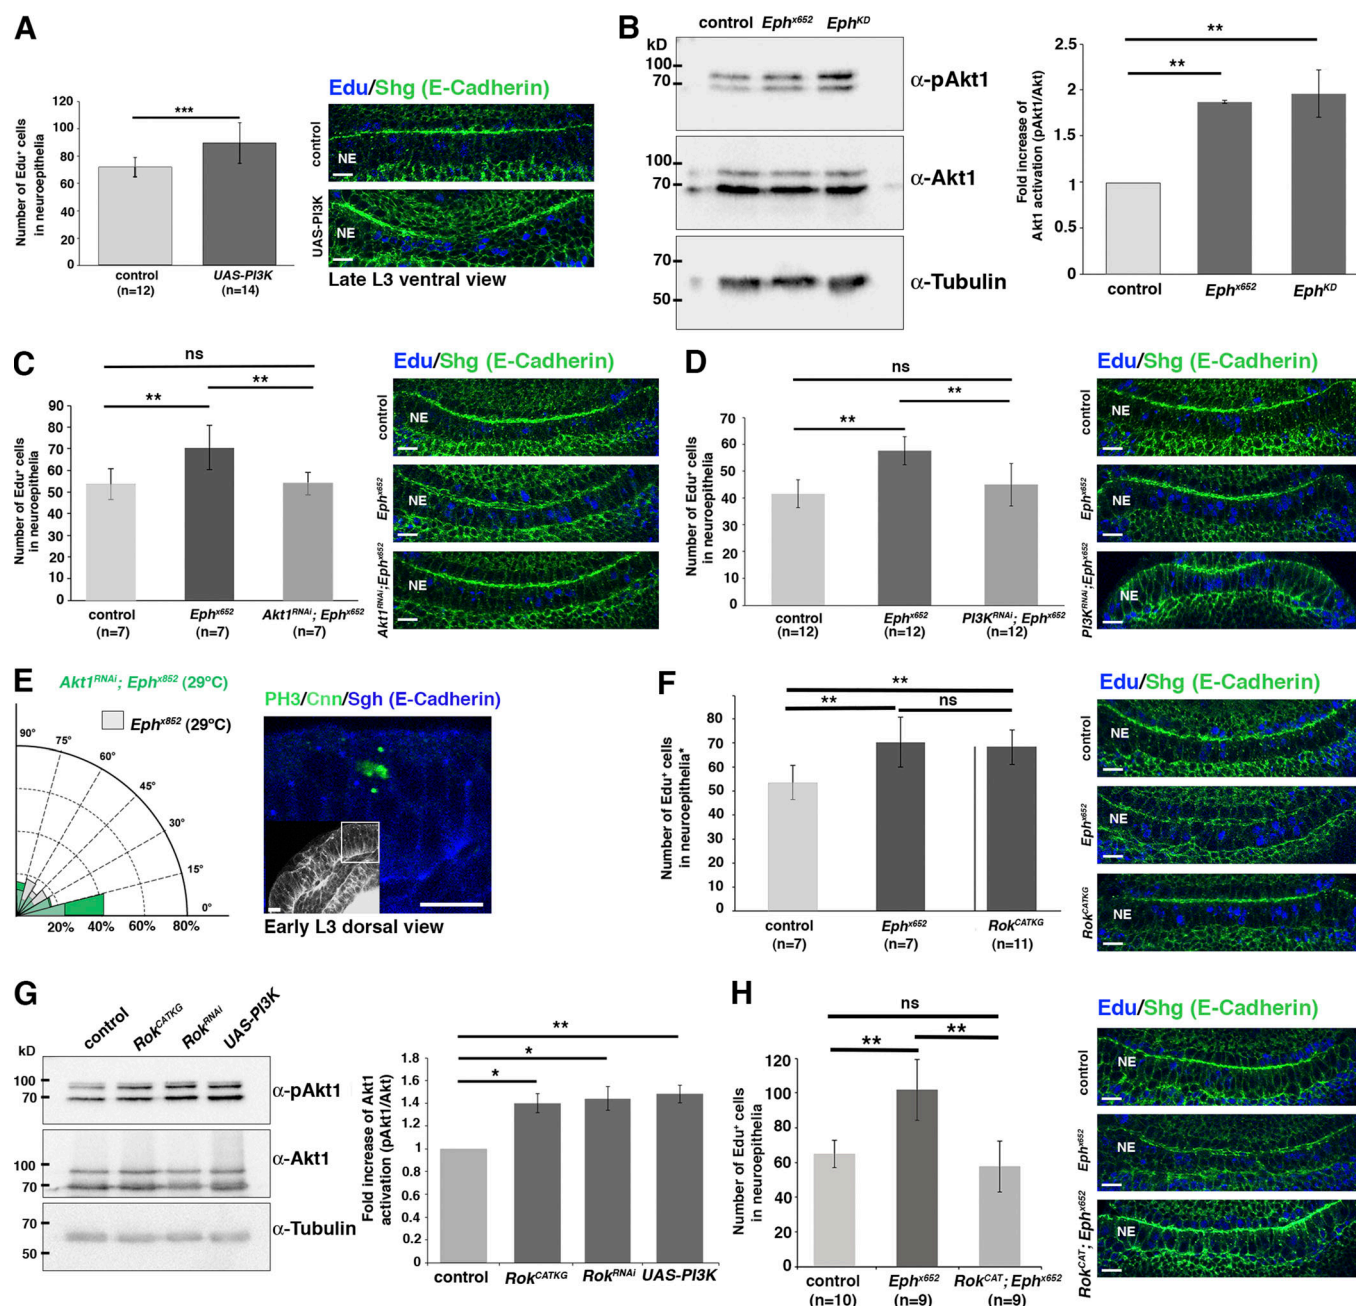 A
Number of Edu⁺ cells
in neuroepithelia
120
100
80
60
40
20
0
***
control
(n=12)
UAS-PI3K
(n=14)
Edu/Shg (E-Cadherin)
control
NE
UAS-PI3K
NE
Late L3 ventral view
B
control Ephˣ⁶⁵² Ephᴷᴰ
kD
100
70
α-pAkt1
100
70
α-Akt1
70
50
α-Tubulin
Fold increase of
Akt1 activation (pAkt1/Akt)
2.5
2
1.5
1
0.5
0
**
**
control
Ephˣ⁶⁵²
Ephᴷᴰ
C
Number of Edu⁺ cells
in neuroepithelia
90
80
70
60
50
40
30
20
10
0
ns
**
**
control
(n=7)
Ephˣ⁶⁵²
(n=7)
Akt1ᴿᴺᴬⁱ; Ephˣ⁶⁵²
(n=7)
Edu/Shg (E-Cadherin)
control
NE
Ephˣ⁶⁵²
NE
Akt1ᴿᴺᴬⁱ;Ephˣ⁶⁵²
NE
D
Number of Edu⁺ cells
in neuroepithelia
70
60
50
40
30
20
10
0
ns
**
**
control
(n=12)
Ephˣ⁶⁵²
(n=12)
PI3Kᴿᴺᴬⁱ; Ephˣ⁶⁵²
(n=12)
Edu/Shg (E-Cadherin)
control
NE
Ephˣ⁶⁵²
NE
PI3Kᴿᴺᴬⁱ;Ephˣ⁶⁵²
NE
E
Akt1ᴿᴺᴬⁱ; Ephˣ⁸⁵² (29°C)
Ephˣ⁸⁵² (29°C)
90°
75°
60°
45°
30°
15°
0°
20% 40% 60% 80%
PH3/Cnn/Sgh (E-Cadherin)
Early L3 dorsal view
F
Number of Edu⁺ cells
in neuroepithelia*
80
70
60
50
40
30
20
10
0
**
**
ns
control
(n=7)
Ephˣ⁶⁵²
(n=7)
Rokᶜᴬᵀᴷᴳ
(n=11)
Edu/Shg (E-Cadherin)
control
NE
Ephˣ⁶⁵²
NE
Rokᶜᴬᵀᴷᴳ
NE
G
control Rokᶜᴬᵀᴷᴳ Rokᴿᴺᴬⁱ UAS-PI3K
kD
100
70
α-pAkt1
100
70
α-Akt1
70
50
α-Tubulin
Fold increase of Akt1
activation (pAkt1/Akt)
1.6
1.4
1.2
1
0.8
0.6
0.4
0.2
0
**
*
*
control
Rokᶜᴬᵀᴷᴳ
Rokᴿᴺᴬⁱ
UAS-PI3K
H
Number of Edu⁺ cells
in neuroepithelia
120
100
80
60
40
20
0
ns
**
**
control
(n=10)
Ephˣ⁶⁵²
(n=9)
Rokᶜᴬᵀ; Ephˣ⁶⁵²
(n=9)
Edu/Shg (E-Cadherin)
control
NE
Ephˣ⁶⁵²
NE
Rokᶜᴬᵀ; Ephˣ⁶⁵²
NE